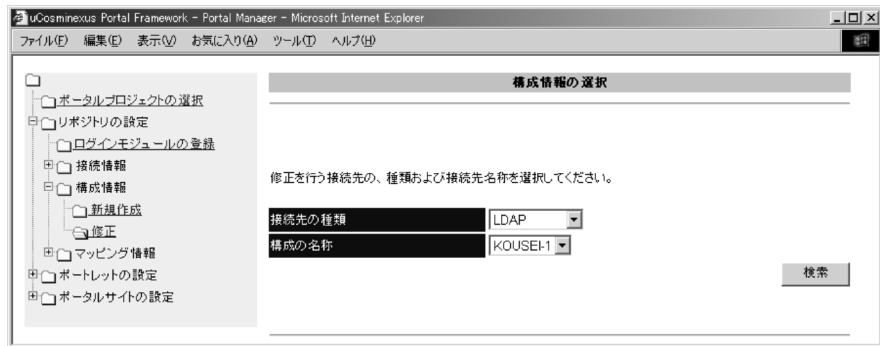 uCosminexus Portal Framework - Portal Manager - Microsoft Internet Explorer
ファイル(F) 編集(E) 表示(V) お気に入り(A) ツール(T) ヘルプ(H)
ポータルプロジェクトの選択
リポジトリの設定
ログインモジュールの登録
接続情報
構成情報
新規作成
修正
マッピング情報
ポートレットの設定
ポータルサイトの設定
構成情報の選択
修正を行う接続先の、種類および接続先名称を選択してください。
接続先の種類 LDAP
構成の名称 KOUSEI-1
検索